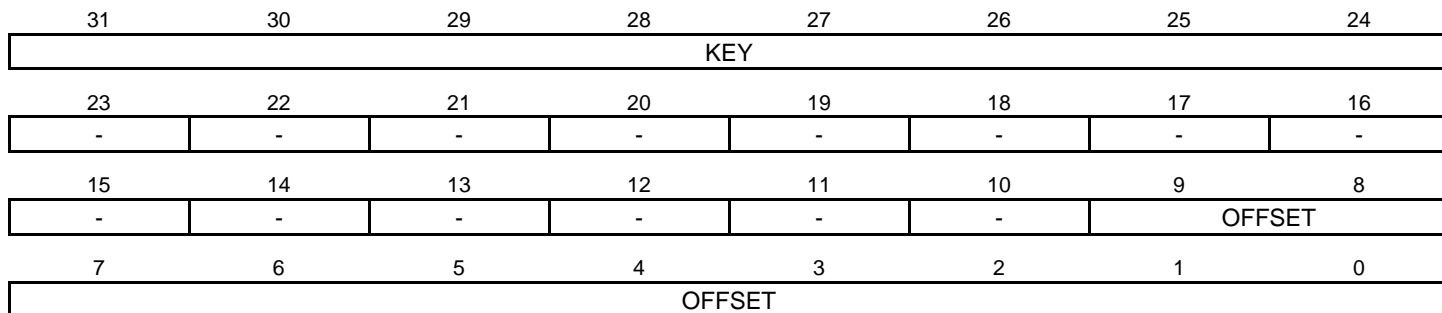 31 30 29 28 27 26 25 24
KEY
23 22 21 20 19 18 17 16
- - - - - - - -
15 14 13 12 11 10 9 8
- - - - - - OFFSET
7 6 5 4 3 2 1 0
OFFSET